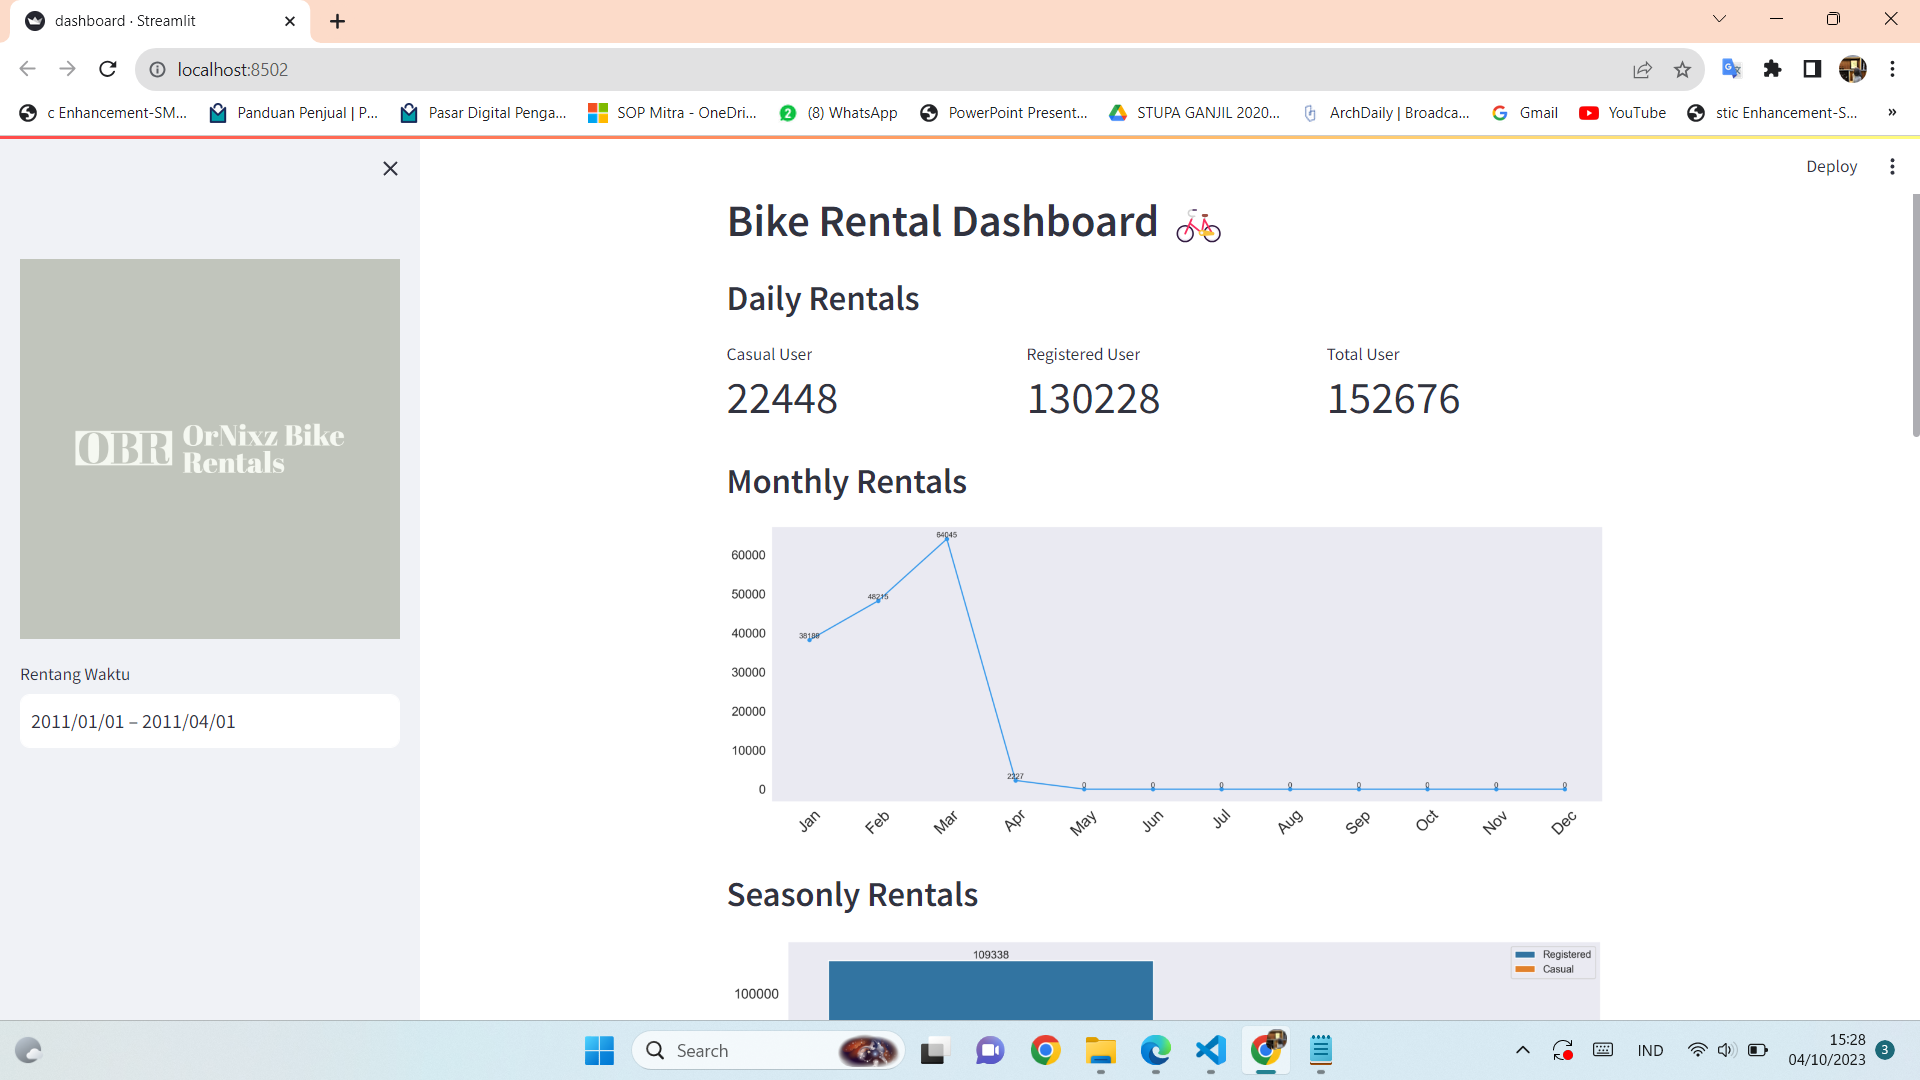 dashboard · Streamlit
localhost:8502
c Enhancement-SM...
Panduan Penjual | P...
Pasar Digital Penga...
SOP Mitra - OneDri...
(8) WhatsApp
PowerPoint Present...
STUPA GANJIL 2020...
ArchDaily | Broadca...
Gmail
YouTube
stic Enhancement-S...
»
Deploy
OBR OrNixz Bike
Rentals
Rentang Waktu
2011/01/01 – 2011/04/01
Bike Rental Dashboard
Daily Rentals
Casual User
22448
Registered User
130228
Total User
152676
Monthly Rentals
60000
50000
40000
30000
20000
10000
0
64045
48215
2227
0 0 0 0 0 0 0 0
Jan Feb Mar Apr May Jun Jul Aug Sep Oct Nov Dec
Seasonly Rentals
109338
100000
Registered
Casual
Search
IND
15:28
04/10/2023
3